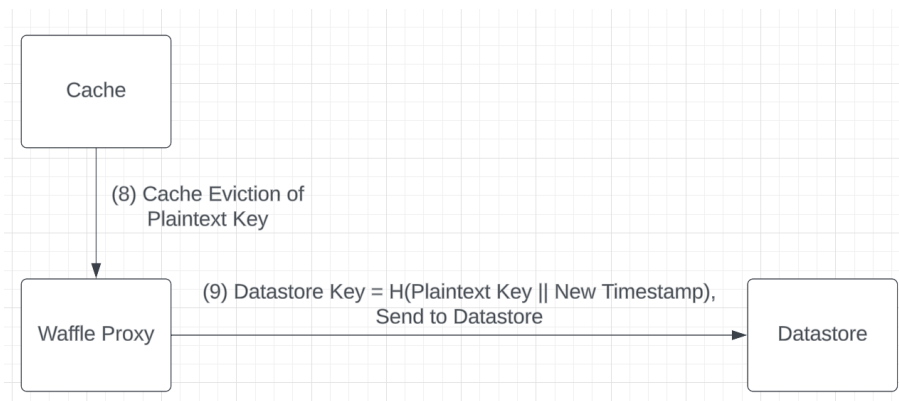 Cache
(8) Cache Eviction of
Plaintext Key
(9) Datastore Key = H(Plaintext Key || New Timestamp),
Send to Datastore
Waffle Proxy
Datastore